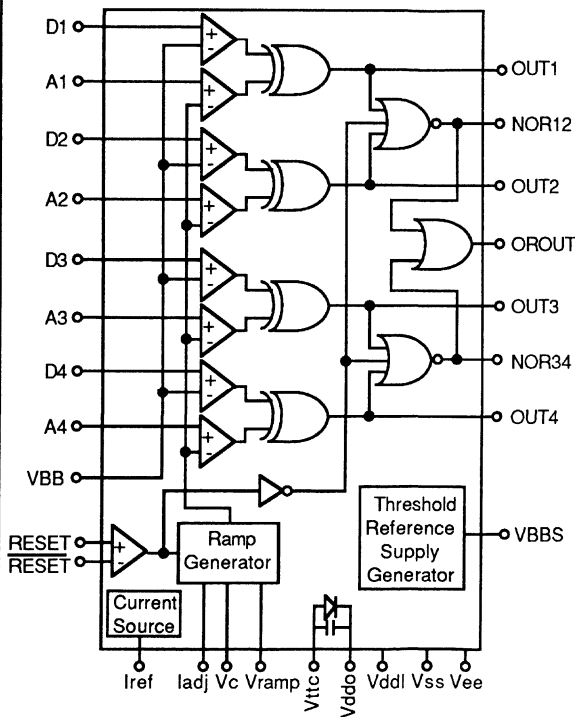 D1
OUT1
A1
NOR12
D2
OUT2
A2
OROUT
D3
OUT3
A3
NOR34
D4
OUT4
A4
VBB
Threshold
Reference
Supply
Generator
VBBS
RESET
RESET
Ramp
Generator
Current
Source
Iref
Iadj
Vc
Vramp
Vttc
Vddo
Vddl
Vss
Vee
+
-
+
-
+
-
+
-
+
-
+
-
+
-
+
-
+
-